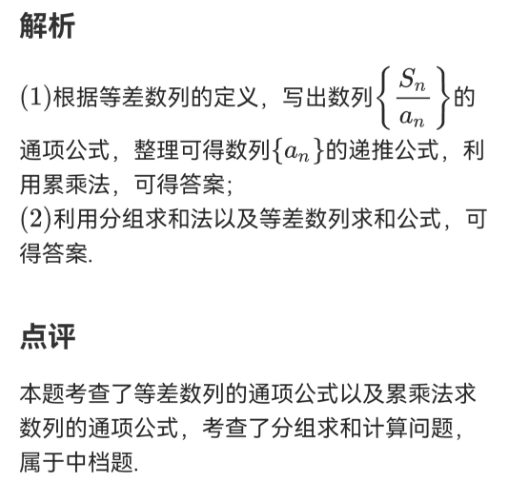 解析
(1)根据等差数列的定义，写出数列{S_n/a_n}的
通项公式，整理可得数列{a_n}的递推公式，利
用累乘法，可得答案；
(2)利用分组求和法以及等差数列求和公式，可
得答案.
点评
本题考查了等差数列的通项公式以及累乘法求
数列的通项公式，考查了分组求和计算问题，
属于中档题.